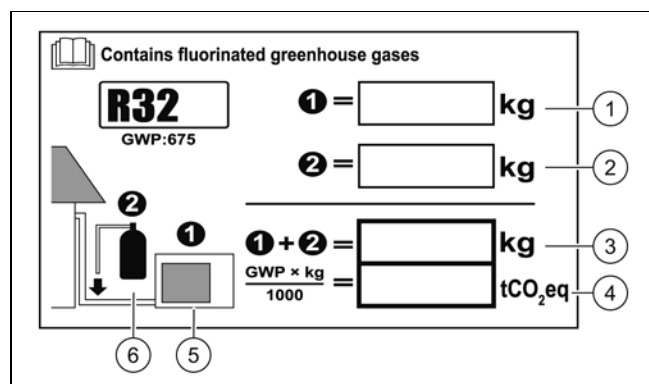 Contains fluorinated greenhouse gases
R32
GWP:675
❶ = kg ①
❷ = kg ②
❶+❷ = kg ③
GWP × kg
1000
= tCO₂eq ④
❷
❶
⑥ ⑤